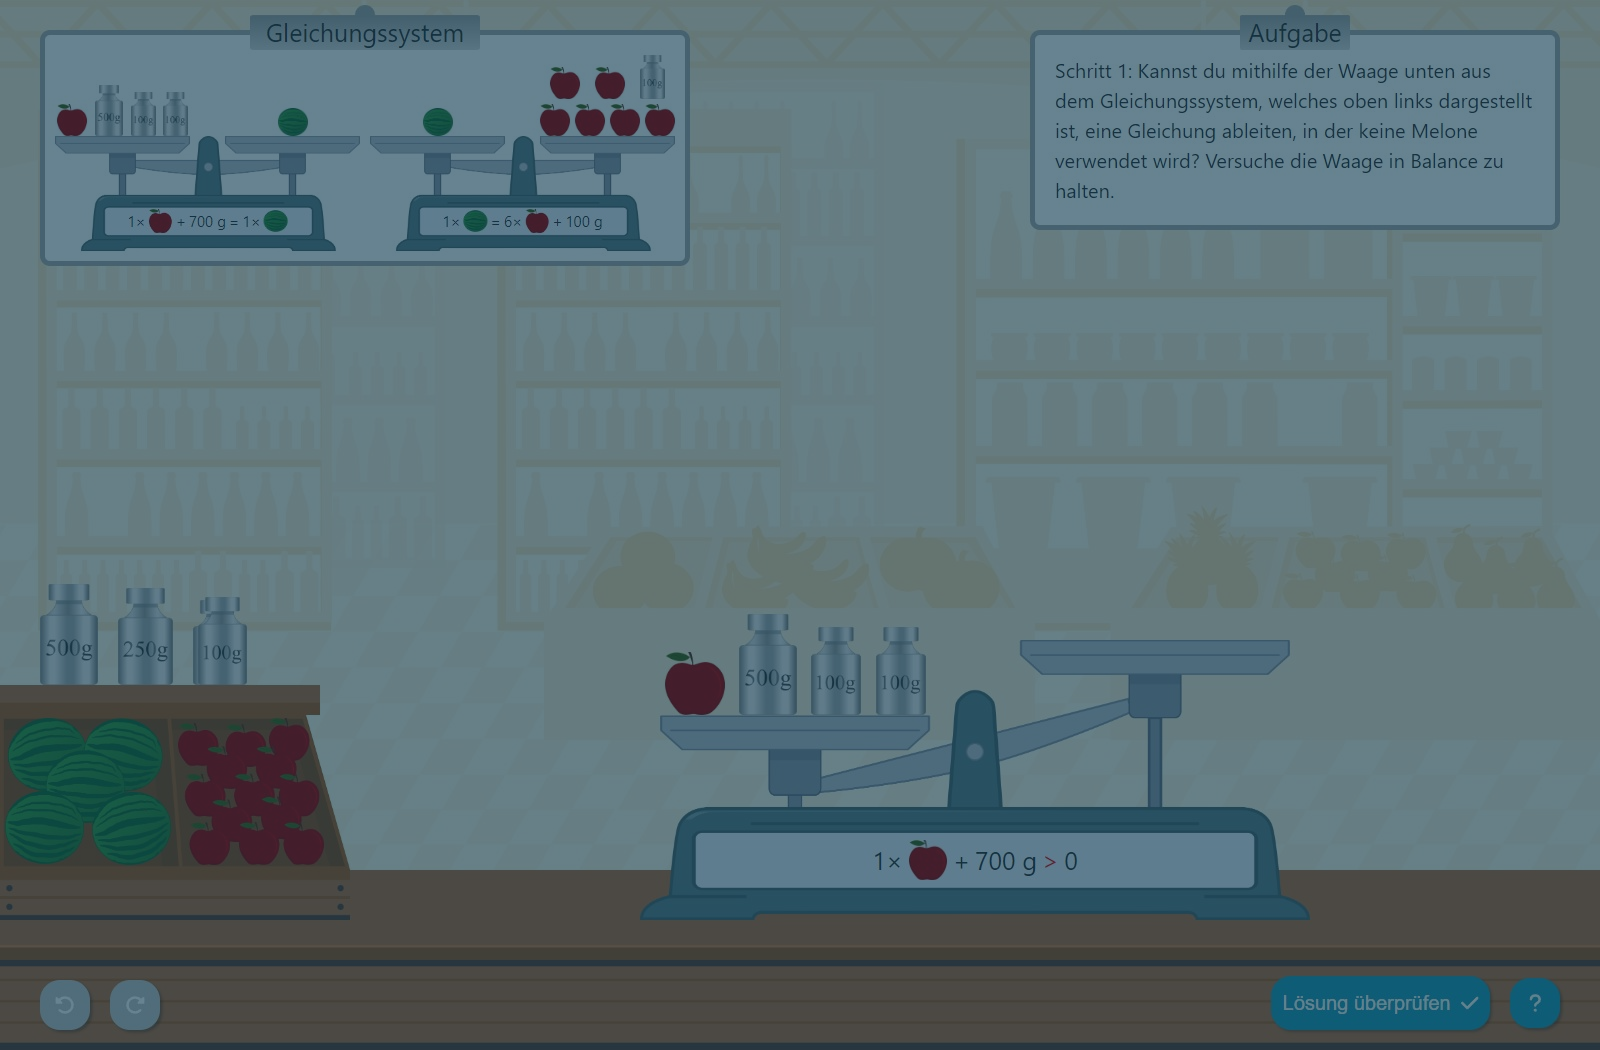 Gleichungssystem
500g 100g 100g
100g
1× + 700 g = 1×
1× = 6× + 100 g
Aufgabe
Schritt 1: Kannst du mithilfe der Waage unten aus
dem Gleichungssystem, welches oben links dargestellt
ist, eine Gleichung ableiten, in der keine Melone
verwendet wird? Versuche die Waage in Balance zu
halten.
500g 250g 100g
500g 100g 100g
1× + 700 g > 0
Lösung überprüfen
?